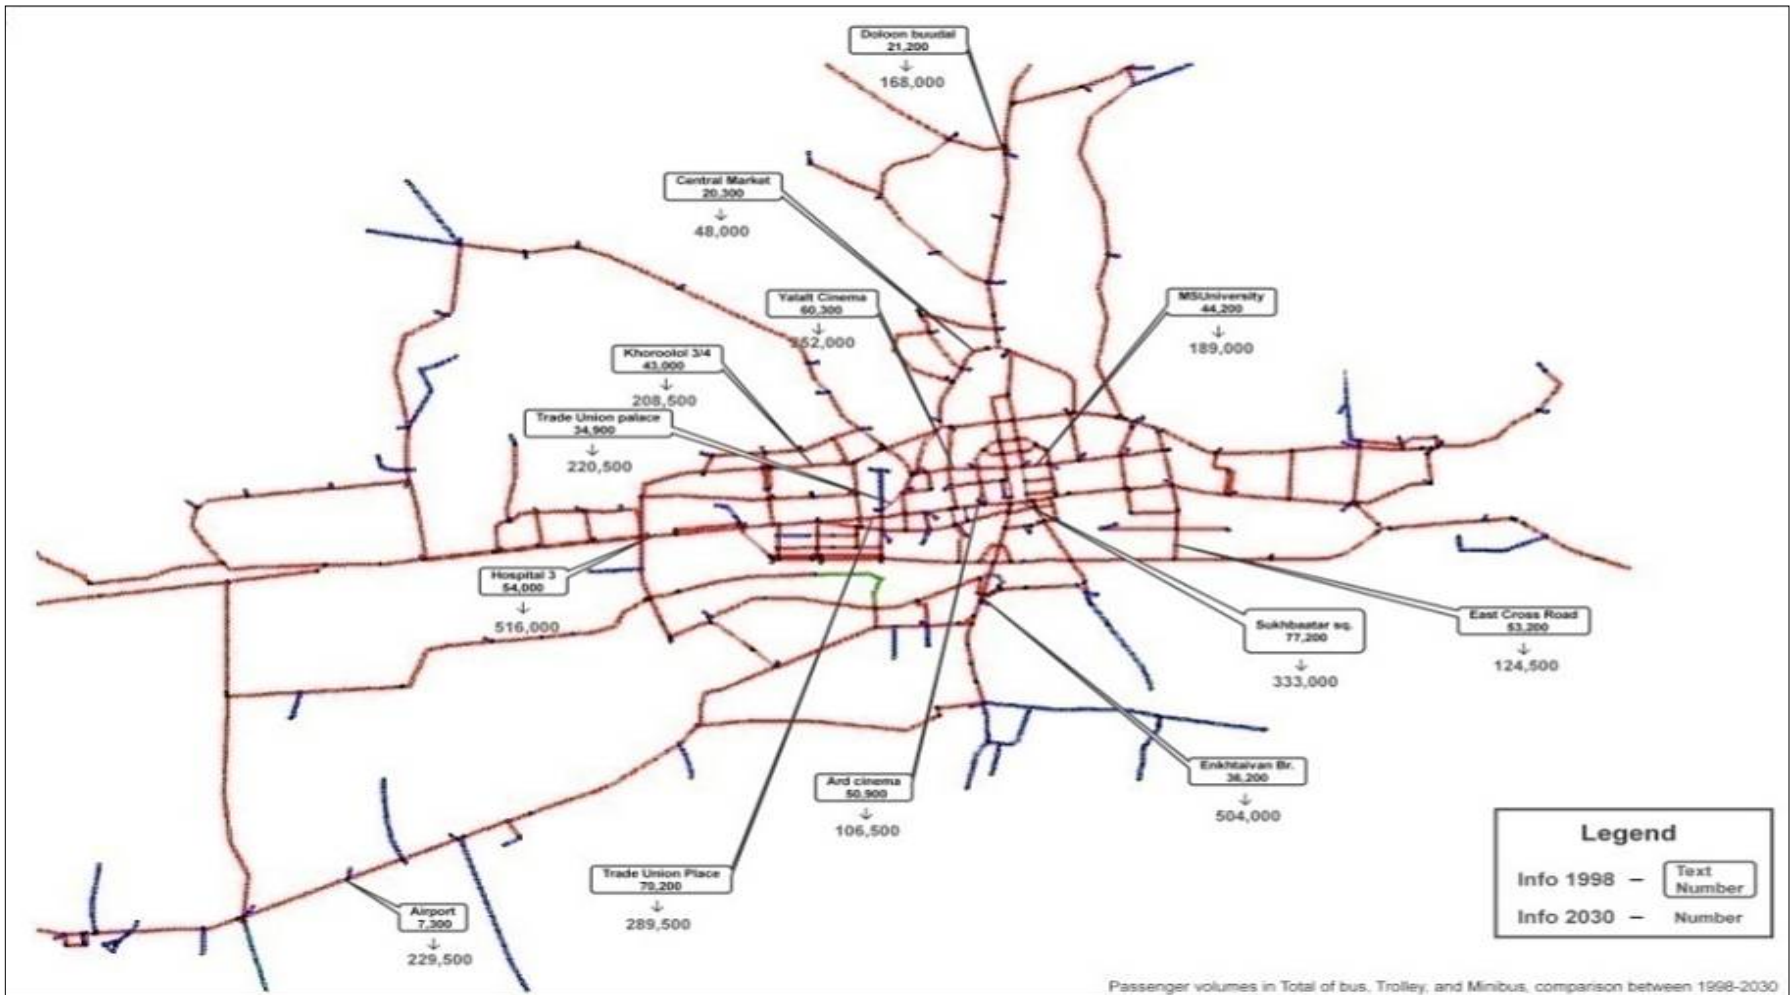 Doloon buudal
21,200
↓
168,000
Central Market
20,300
↓
48,000
Yalalt Cinema
60,300
↓
252,000
MSUniversity
44,200
↓
189,000
Khoroolol 3/4
43,000
↓
208,500
Trade Union palace
34,900
↓
220,500
Hospital 3
54,000
↓
516,000
Sukhbaatar sq.
77,200
↓
333,000
East Cross Road
53,200
↓
124,500
Enkhtaivan Br.
36,200
↓
504,000
Ard cinema
50,900
↓
106,500
Trade Union Place
70,200
↓
289,500
Airport
7,300
↓
229,500
Legend
Info 1998 – Text Number
Info 2030 – Number
Passenger volumes in Total of bus, Trolley, and Minibus, comparison between 1998-2030